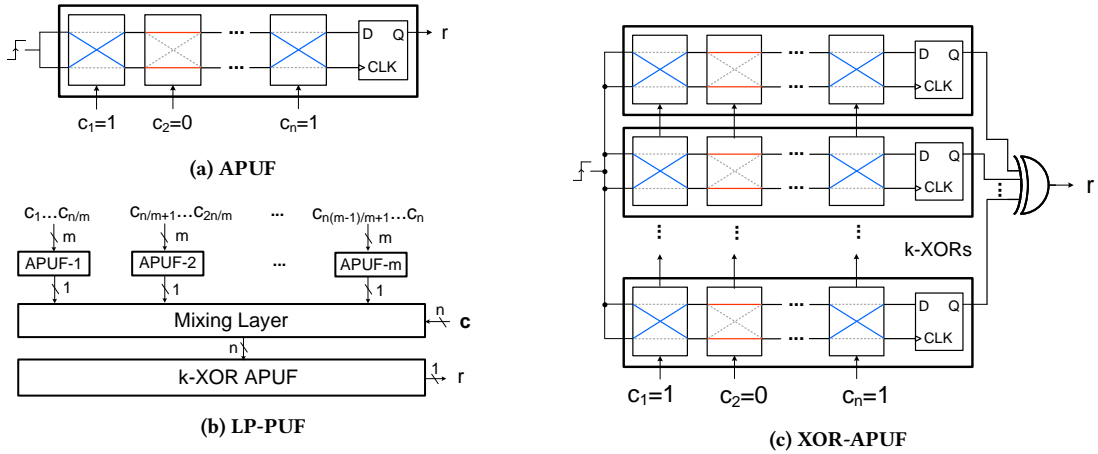 D Q
r
CLK
c₁=1 c₂=0 cₙ=1
(a) APUF
c₁...cₙ/ₘ cₙ/ₘ₊₁...c₂ₙ/ₘ ... cₙ₍ₘ₋₁₎/ₘ₊₁...cₙ
m m m
APUF-1 APUF-2 ... APUF-m
1 1 1
Mixing Layer n c
n
k-XOR APUF 1 r
(b) LP-PUF
... D Q
... CLK
... D Q
... CLK
r
k-XORs
... D Q
... CLK
c₁=1 c₂=0 cₙ=1
(c) XOR-APUF